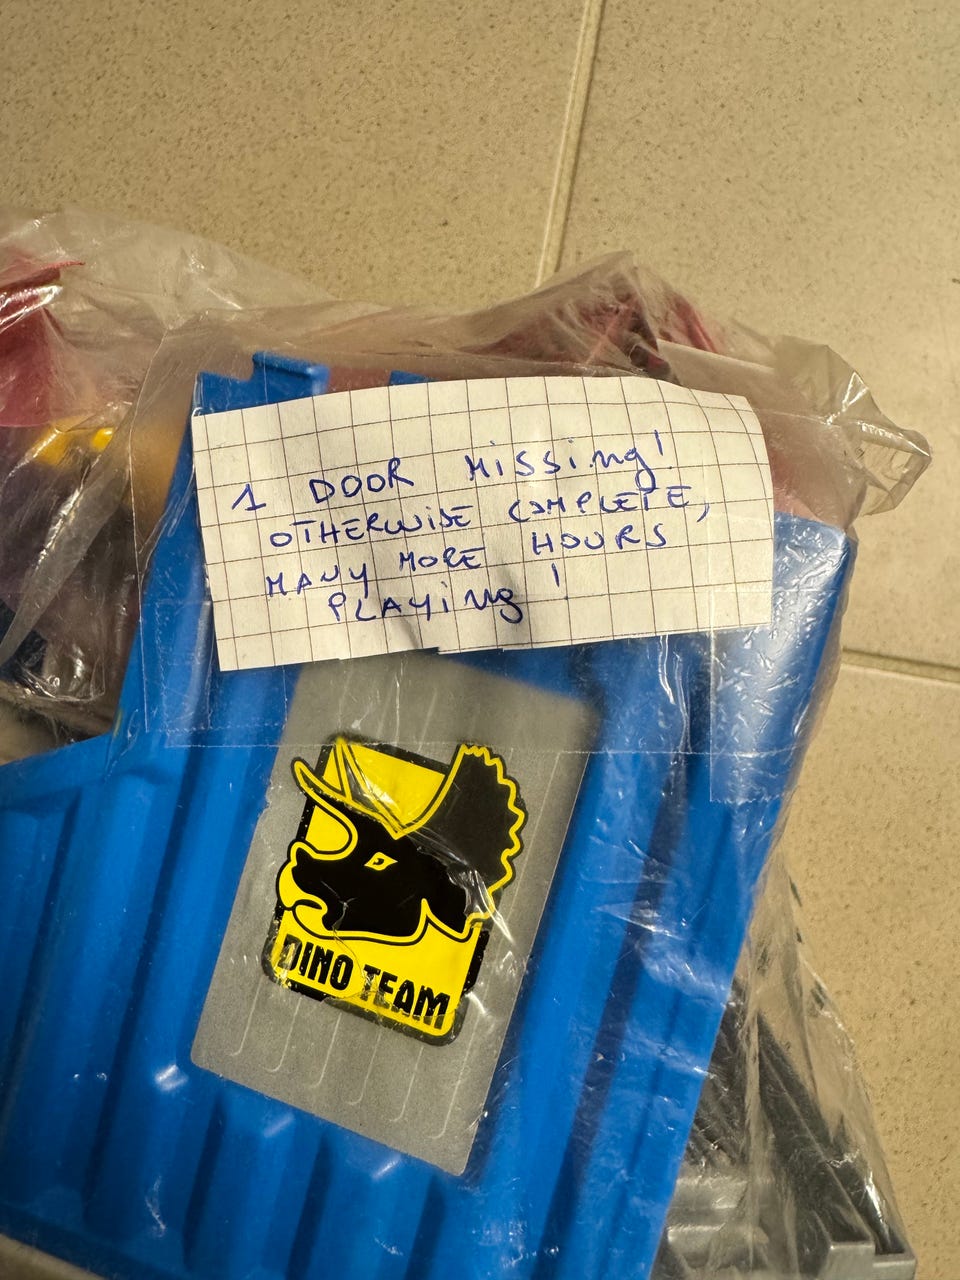 1 DOOR MISSING!
OTHERWISE COMPLETE,
MANY MORE HOURS
PLAYING!
DINO TEAM